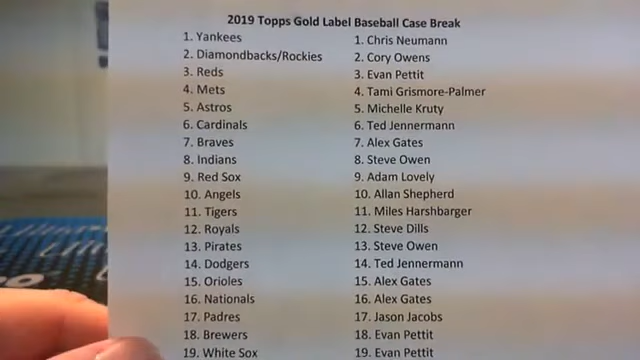 2019 Topps Gold Label Baseball Case Break
1. Yankees 1. Chris Neumann
2. Diamondbacks/Rockies 2. Cory Owens
3. Reds 3. Evan Pettit
4. Mets 4. Tami Grismore-Palmer
5. Astros 5. Michelle Kruty
6. Cardinals 6. Ted Jennermann
7. Braves 7. Alex Gates
8. Indians 8. Steve Owen
9. Red Sox 9. Adam Lovely
10. Angels 10. Allan Shepherd
11. Tigers 11. Miles Harshbarger
12. Royals 12. Steve Dills
13. Pirates 13. Steve Owen
14. Dodgers 14. Ted Jennermann
15. Orioles 15. Alex Gates
16. Nationals 16. Alex Gates
17. Padres 17. Jason Jacobs
18. Brewers 18. Evan Pettit
19. White Sox 19. Evan Pettit